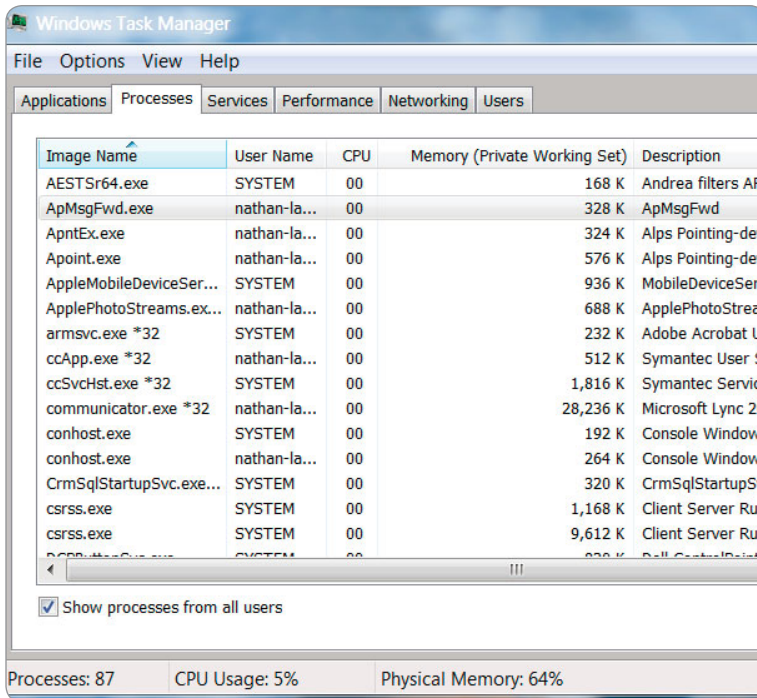 Windows Task Manager
File Options View Help
Applications Processes Services Performance Networking Users
Image Name User Name CPU Memory (Private Working Set) Description
AESTSr64.exe SYSTEM 00 168 K Andrea filters AP
ApMsgFwd.exe nathan-la... 00 328 K ApMsgFwd
ApntEx.exe nathan-la... 00 324 K Alps Pointing-de
Apoint.exe nathan-la... 00 576 K Alps Pointing-de
AppleMobileDeviceSer... SYSTEM 00 936 K MobileDeviceSer
ApplePhotoStreams.ex... nathan-la... 00 688 K ApplePhotoStrea
armsvc.exe *32 SYSTEM 00 232 K Adobe Acrobat U
ccApp.exe *32 nathan-la... 00 512 K Symantec User S
ccSvcHst.exe *32 SYSTEM 00 1,816 K Symantec Servic
communicator.exe *32 nathan-la... 00 28,236 K Microsoft Lync 2
conhost.exe SYSTEM 00 192 K Console Window
conhost.exe nathan-la... 00 264 K Console Window
CrmSqlStartupSvc.exe... SYSTEM 00 320 K CrmSqlStartupS
csrss.exe SYSTEM 00 1,168 K Client Server Ru
csrss.exe SYSTEM 00 9,612 K Client Server Ru
Show processes from all users
Processes: 87 CPU Usage: 5% Physical Memory: 64%